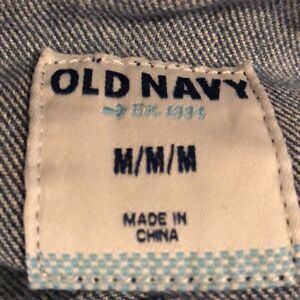 OLD NAVY
Est. 1994
M/M/M
MADE IN
CHINA